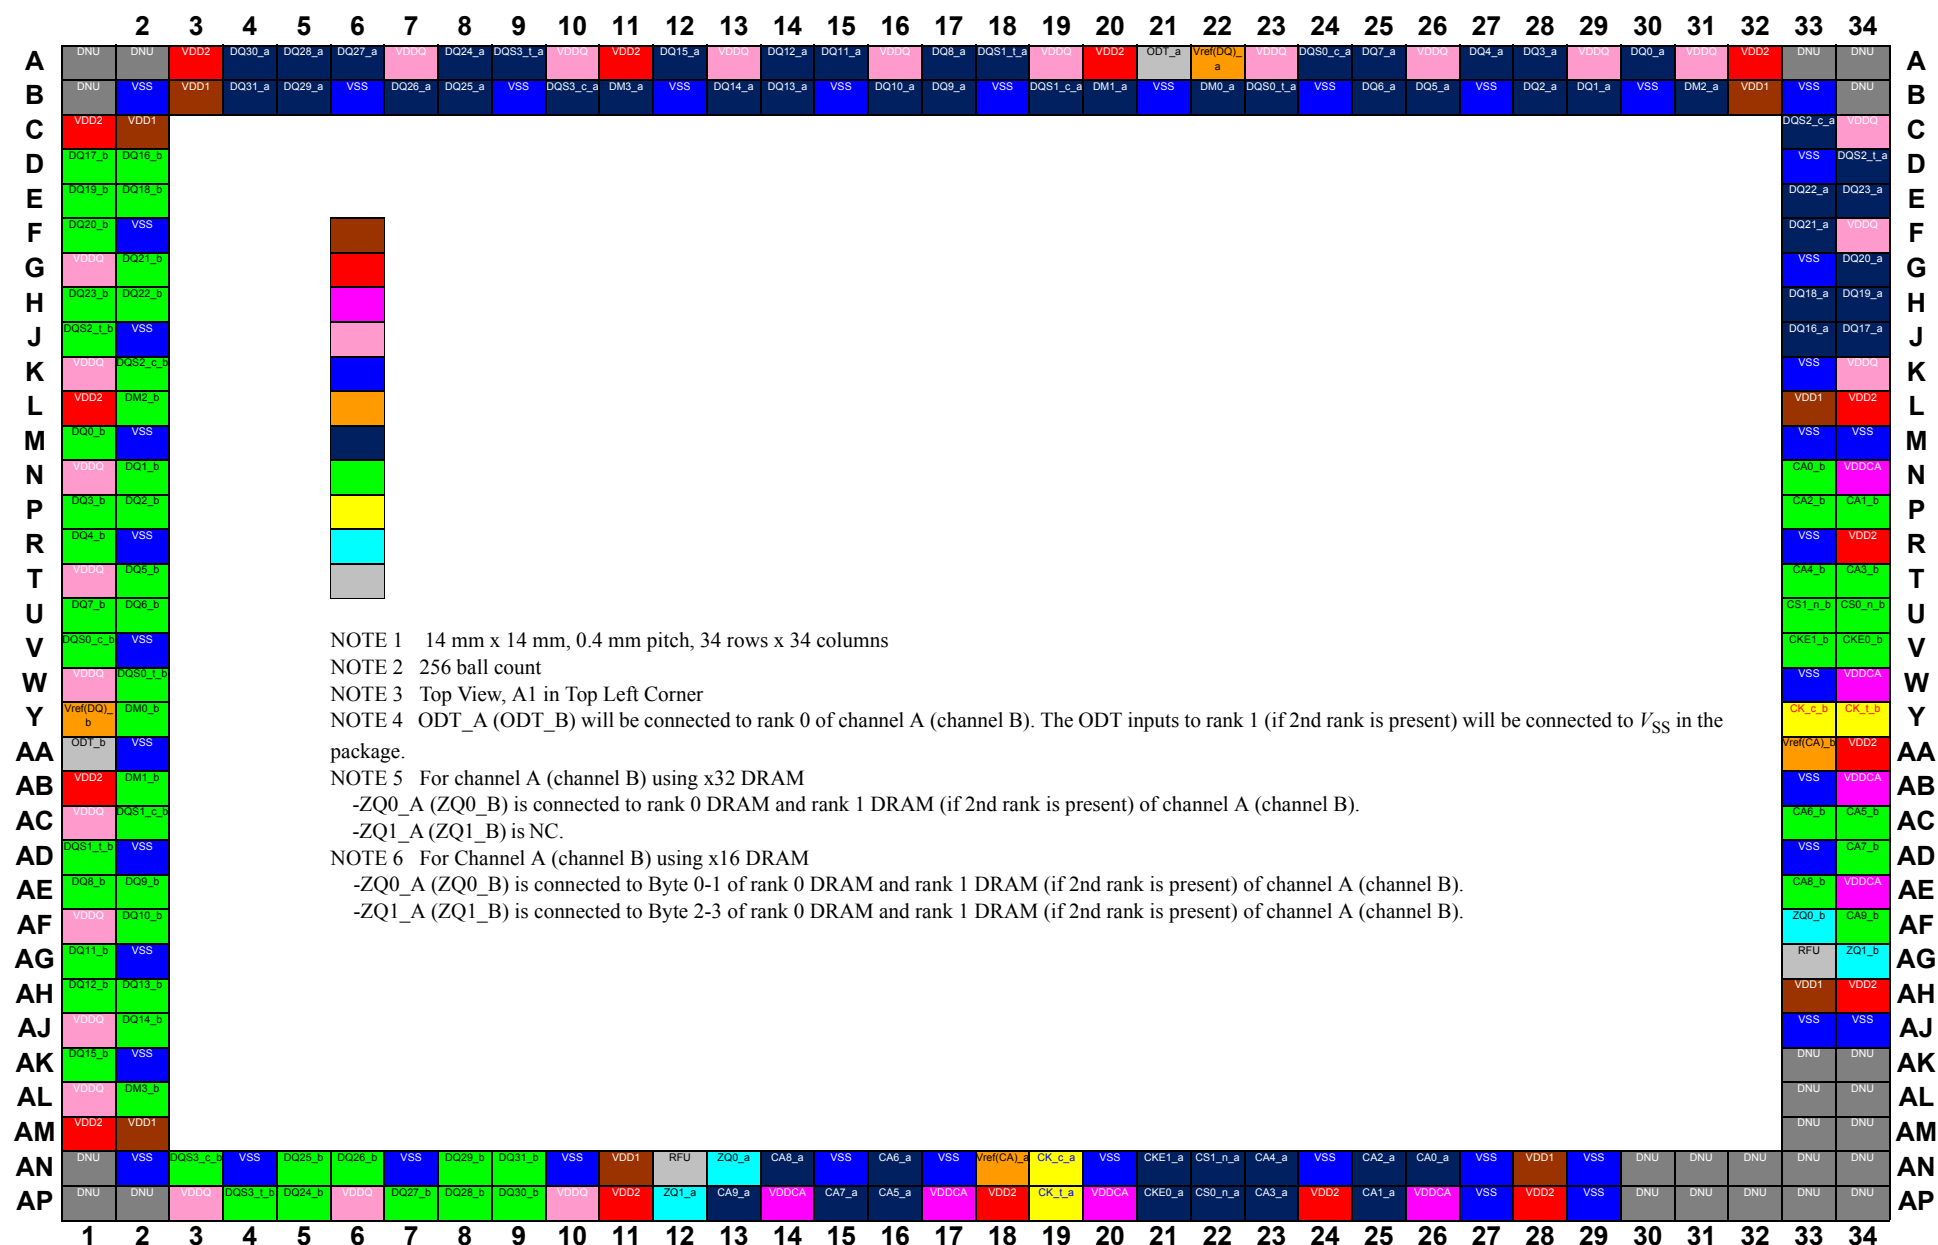 2 3 4 5 6 7 8 9 10 11 12 13 14 15 16 17 18 19 20 21 22 23 24 25 26 27 28 29 30 31 32 33 34
A DNU DNU VDD2 DQ30_a DQ28_a DQ27_a VDDQ DQ24_a DQS3_t_a VDDQ VDD2 DQ15_a VDDQ DQ12_a DQ11_a VDDQ DQ8_a DQS1_t_a VDDQ VDD2 ODT_a Vref(DQ)_a VDDQ DQS0_c_a DQ7_a VDDQ DQ4_a DQ3_a VDDQ DQ0_a VDDQ VDD2 DNU DNU A
B DNU VSS VDD1 DQ31_a DQ29_a VSS DQ26_a DQ25_a VSS DQS3_c_a DM3_a VSS DQ14_a DQ13_a VSS DQ10_a DQ9_a VSS DQS1_c_a DM1_a VSS DM0_a DQS0_t_a VSS DQ6_a DQ5_a VSS DQ2_a DQ1_a VSS DM2_a VDD1 VSS DNU B
C VDD2 VDD1 DQS2_c_a VDDQ C
D DQ17_b DQ16_b VSS DQS2_t_a D
E DQ19_b DQ18_b DQ22_a DQ23_a E
F DQ20_b VSS DQ21_a VDDQ F
G VDDQ DQ21_b VSS DQ20_a G
H DQ23_b DQ22_b DQ18_a DQ19_a H
J DQS2_t_b VSS DQ16_a DQ17_a J
K VDDQ DQS2_c_b VSS VDDQ K
L VDD2 DM2_b VDD1 VDD2 L
M DQ0_b VSS VSS VSS M
N VDDQ DQ1_b CA0_b VDDCA N
P DQ3_b DQ2_b CA2_b CA1_b P
R DQ4_b VSS VSS VDD2 R
T VDDQ DQ5_b CA4_b CA3_b T
U DQ7_b DQ6_b CS1_n_b CS0_n_b U
V DQS0_c_b VSS CKE1_b CKE0_b V
W VDDQ DQS0_t_b VSS VDDCA W
Y Vref(DQ)_b DM0_b CK_c_b CK_t_b Y
AA ODT_b VSS Vref(CA)_b VDD2 AA
AB VDD2 DM1_b VSS VDDCA AB
AC VDDQ DQS1_c_b CA6_b CA5_b AC
AD DQS1_t_b VSS VSS CA7_b AD
AE DQ8_b DQ9_b CA8_b VDDCA AE
AF VDDQ DQ10_b ZQ0_b CA9_b AF
AG DQ11_b VSS RFU ZQ1_b AG
AH DQ12_b DQ13_b VDD1 VDD2 AH
AJ VDDQ DQ14_b VSS VSS AJ
AK DQ15_b VSS DNU DNU AK
AL VDDQ DM3_b DNU DNU AL
AM VDD2 VDD1 DNU DNU AM
NOTE 1 14 mm x 14 mm, 0.4 mm pitch, 34 rows x 34 columns
NOTE 2 256 ball count
NOTE 3 Top View, A1 in Top Left Corner
NOTE 4 ODT_A (ODT_B) will be connected to rank 0 of channel A (channel B). The ODT inputs to rank 1 (if 2nd rank is present) will be connected to VSS in the
package.
NOTE 5 For channel A (channel B) using x32 DRAM
-ZQ0_A (ZQ0_B) is connected to rank 0 DRAM and rank 1 DRAM (if 2nd rank is present) of channel A (channel B).
-ZQ1_A (ZQ1_B) is NC.
NOTE 6 For Channel A (channel B) using x16 DRAM
-ZQ0_A (ZQ0_B) is connected to Byte 0-1 of rank 0 DRAM and rank 1 DRAM (if 2nd rank is present) of channel A (channel B).
-ZQ1_A (ZQ1_B) is connected to Byte 2-3 of rank 0 DRAM and rank 1 DRAM (if 2nd rank is present) of channel A (channel B).
AN DNU VSS DQS3_c_b VSS DQ25_b DQ26_b VSS DQ29_b DQ31_b VSS VDD1 RFU ZQ0_a CA8_a VSS CA6_a VSS Vref(CA)_a CK_c_a VSS CKE1_a CS1_n_a CA4_a VSS CA2_a CA0_a VSS VDD1 VSS DNU DNU DNU DNU DNU AN
AP DNU DNU VDDQ DQS3_t_b DQ24_b VDDQ DQ27_b DQ28_b DQ30_b VDDQ VDD2 ZQ1_a CA9_a VDDCA CA7_a CA5_a VDDCA VDD2 CK_t_a VDDCA CKE0_a CS0_n_a CA3_a VDD2 CA1_a VDDCA VSS VDD2 VSS DNU DNU DNU DNU DNU AP
1 2 3 4 5 6 7 8 9 10 11 12 13 14 15 16 17 18 19 20 21 22 23 24 25 26 27 28 29 30 31 32 33 34